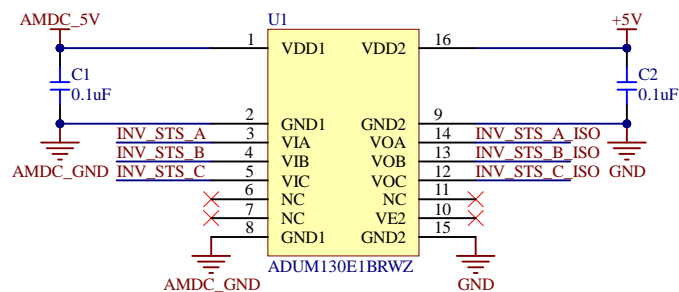 AMDC_5V U1 +5V
1 VDD1 VDD2 16
C1 0.1uF C2 0.1uF
2 GND1 GND2 9
INV_STS_A 3 VIA VOA 14 INV_STS_A_ISO
INV_STS_B 4 VIB VOB 13 INV_STS_B_ISO
INV_STS_C 5 VIC VOC 12 INV_STS_C_ISO
AMDC_GND GND
6 NC NC 11
7 NC VE2 10
8 GND1 GND2 15
AMDC_GND ADUM130E1BRWZ GND